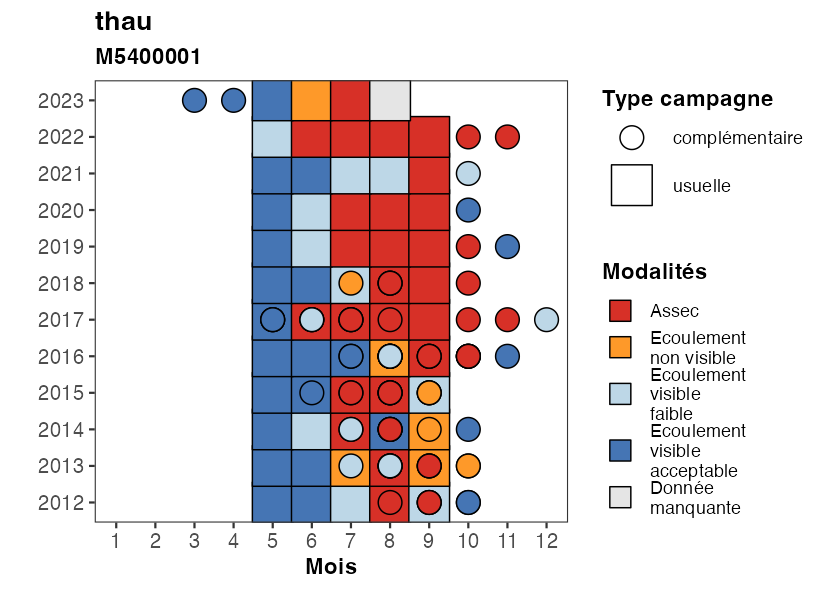 thau
M5400001
2023
2022
2021
2020
2019
2018
2017
2016
2015
2014
2013
2012
1 2 3 4 5 6 7 8 9 10 11 12
Mois
Type campagne
complémentaire
usuelle
Modalités
Assec
Ecoulement
non visible
Ecoulement
visible
faible
Ecoulement
visible
acceptable
Donnée
manquante